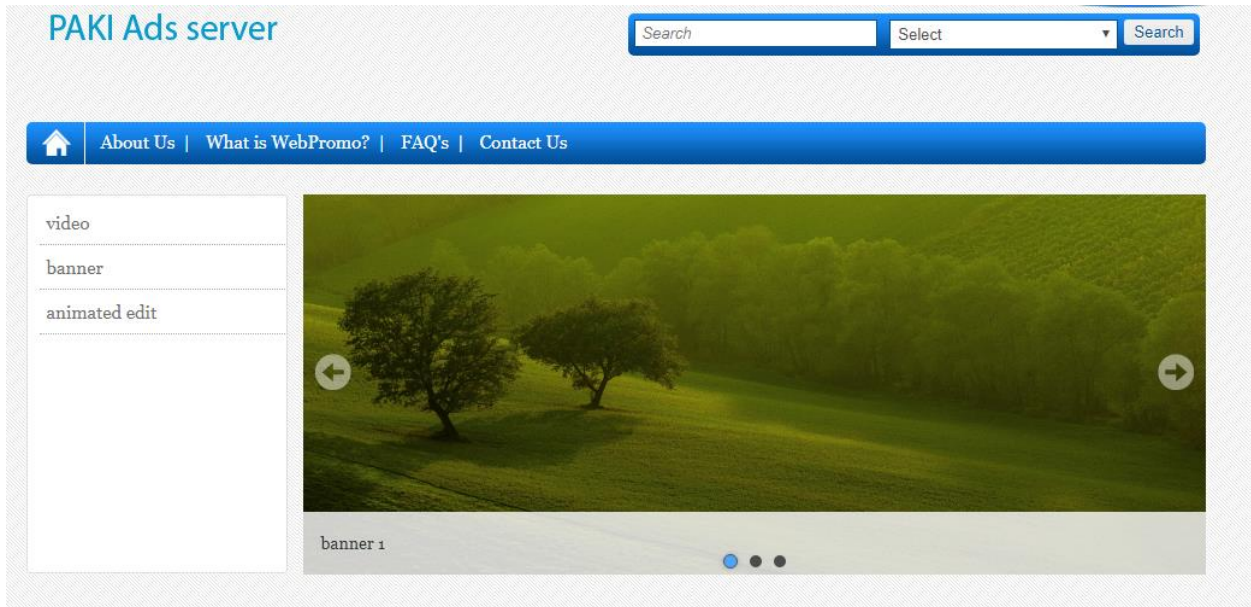 PAKI Ads server
Search Select Search
About Us | What is WebPromo? | FAQ's | Contact Us
video
banner
animated edit
banner 1